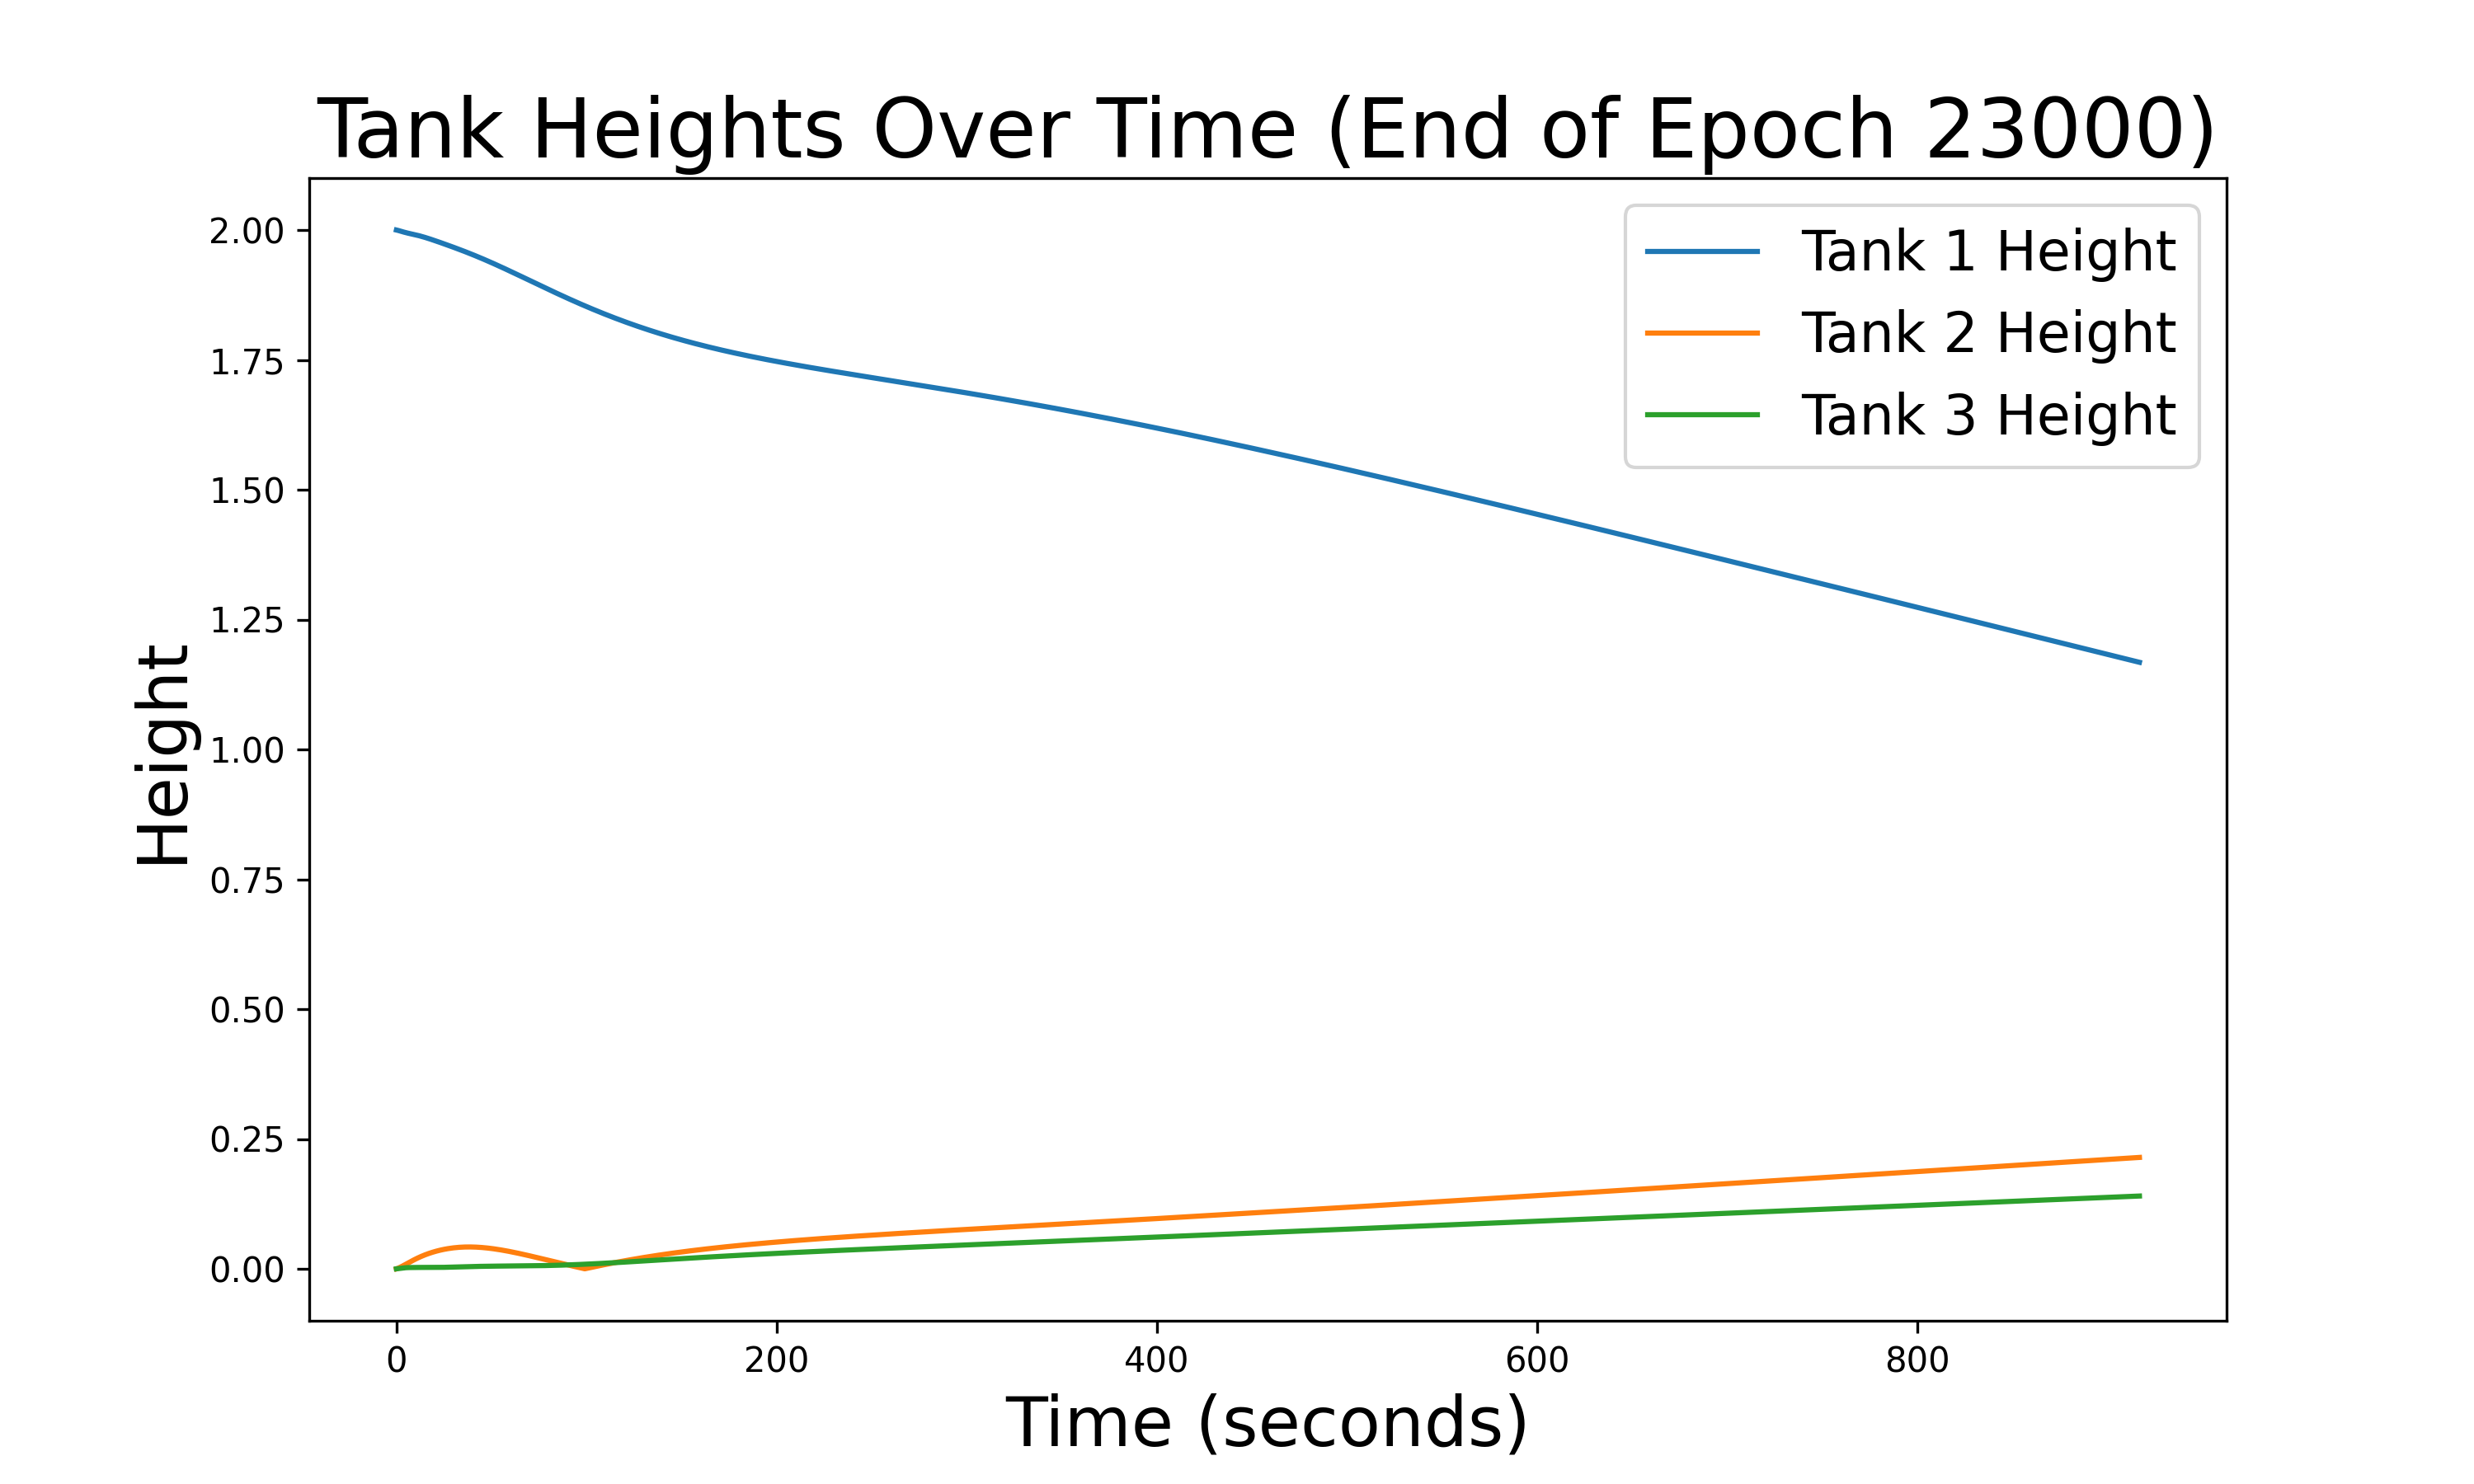 Tank Heights Over Time (End of Epoch 23000)
Tank 1 Height
Tank 2 Height
Tank 3 Height
Height
2.00
1.75
1.50
1.25
1.00
0.75
0.50
0.25
0.00
0 200 400 600 800
Time (seconds)